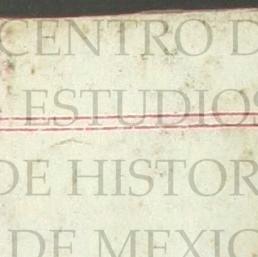 CENTRO D
ESTUDIOS
DE HISTOR
DE MEXIC